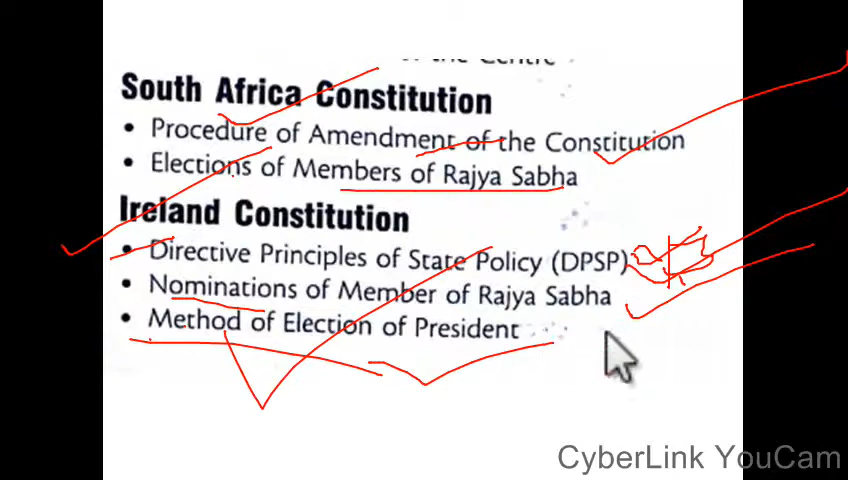 South Africa Constitution
• Procedure of Amendment of the Constitution
• Elections of Members of Rajya Sabha
Ireland Constitution
• Directive Principles of State Policy (DPSP)
• Nominations of Member of Rajya Sabha
• Method of Election of President
CyberLink YouCam